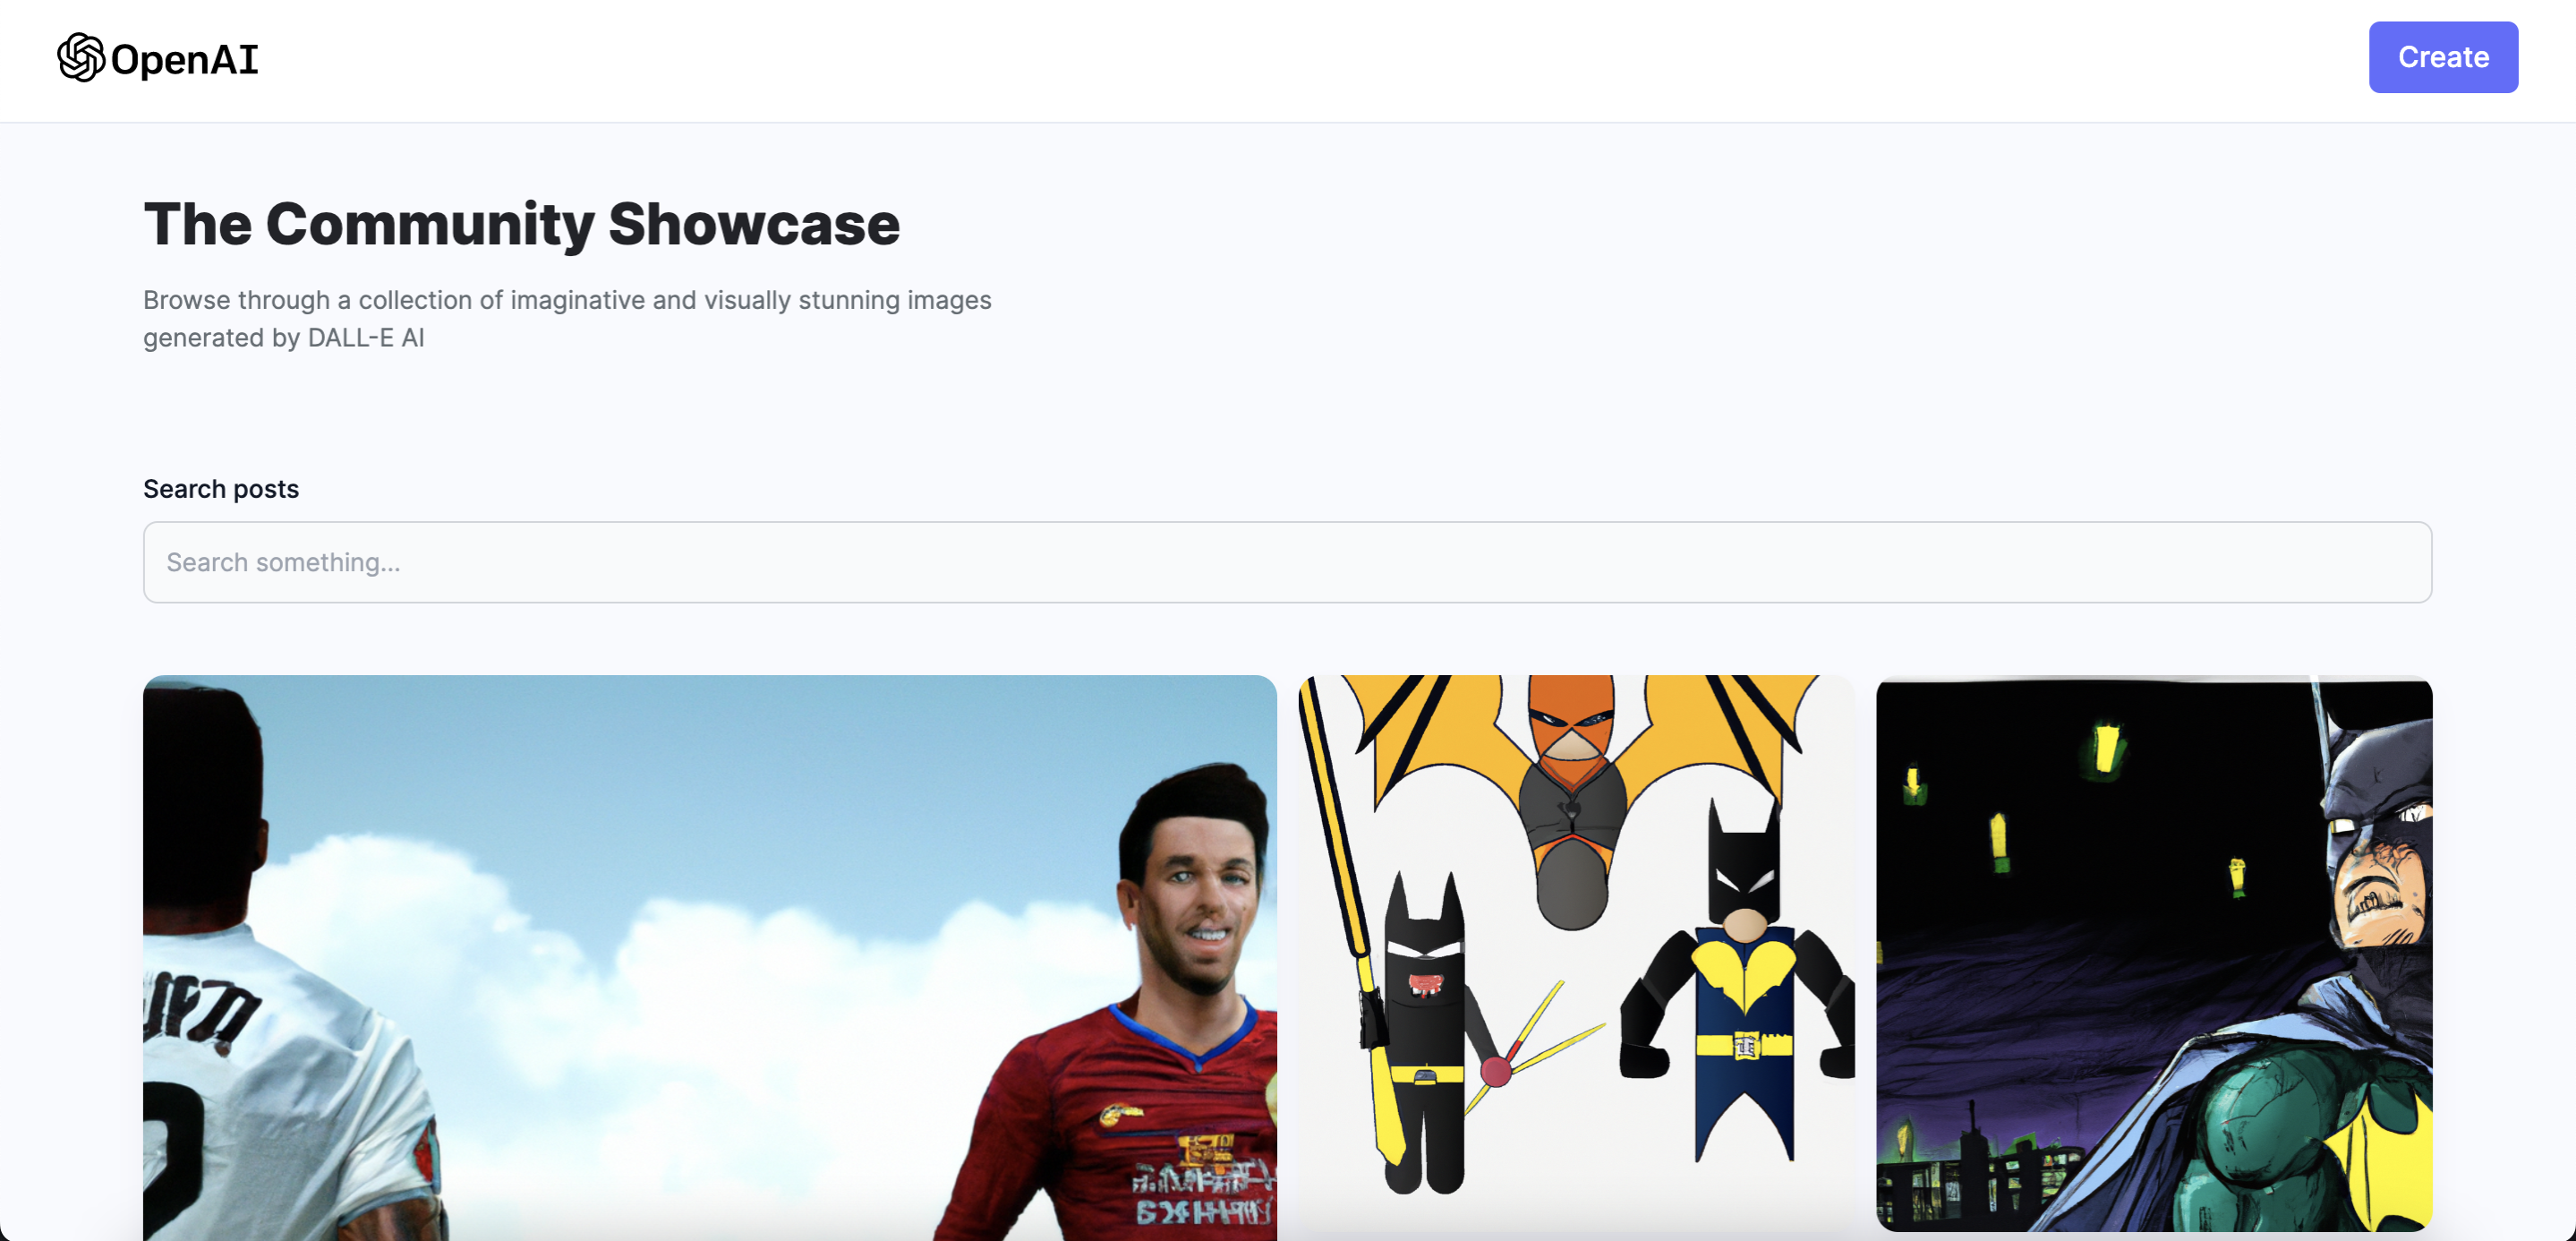 OpenAI
Create
The Community Showcase
Browse through a collection of imaginative and visually stunning images
generated by DALL-E AI
Search posts
Search something...